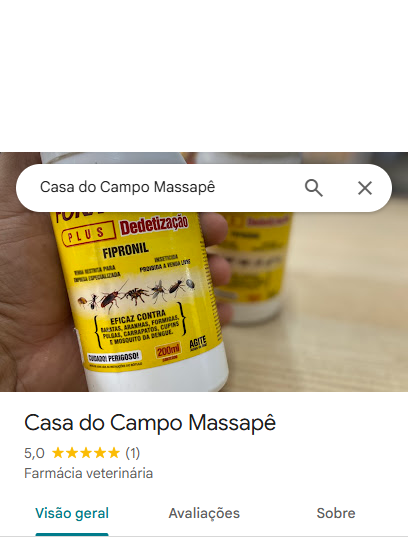 Casa do Campo Massapê
PLUS Dedetização
FIPRONIL
VENDA RESTRITA PARA
EMPRESA ESPECIALIZADA
INSETICIDA
PROIBIDA A VENDA LIVRE
EFICAZ CONTRA
BARATAS, ARANHAS, FORMIGAS,
PULGAS, CARRAPATOS, CUPINS
E MOSQUITO DA DENGUE.
CUIDADO! PERIGOSO!
200ml
AGITE
Casa do Campo Massapê
5,0 (1)
Farmácia veterinária
Visão geral Avaliações Sobre